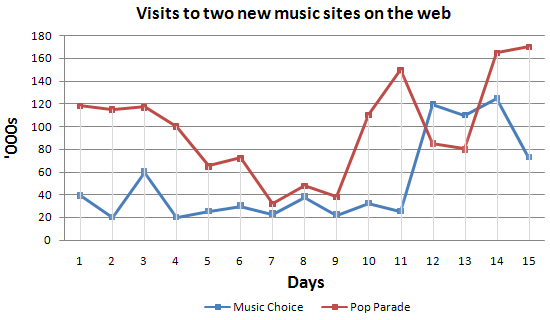 Visits to two new music sites on the web
180
160
140
120
100
80
60
40
20
0
'000s
1 2 3 4 5 6 7 8 9 10 11 12 13 14 15
Days
Music Choice Pop Parade